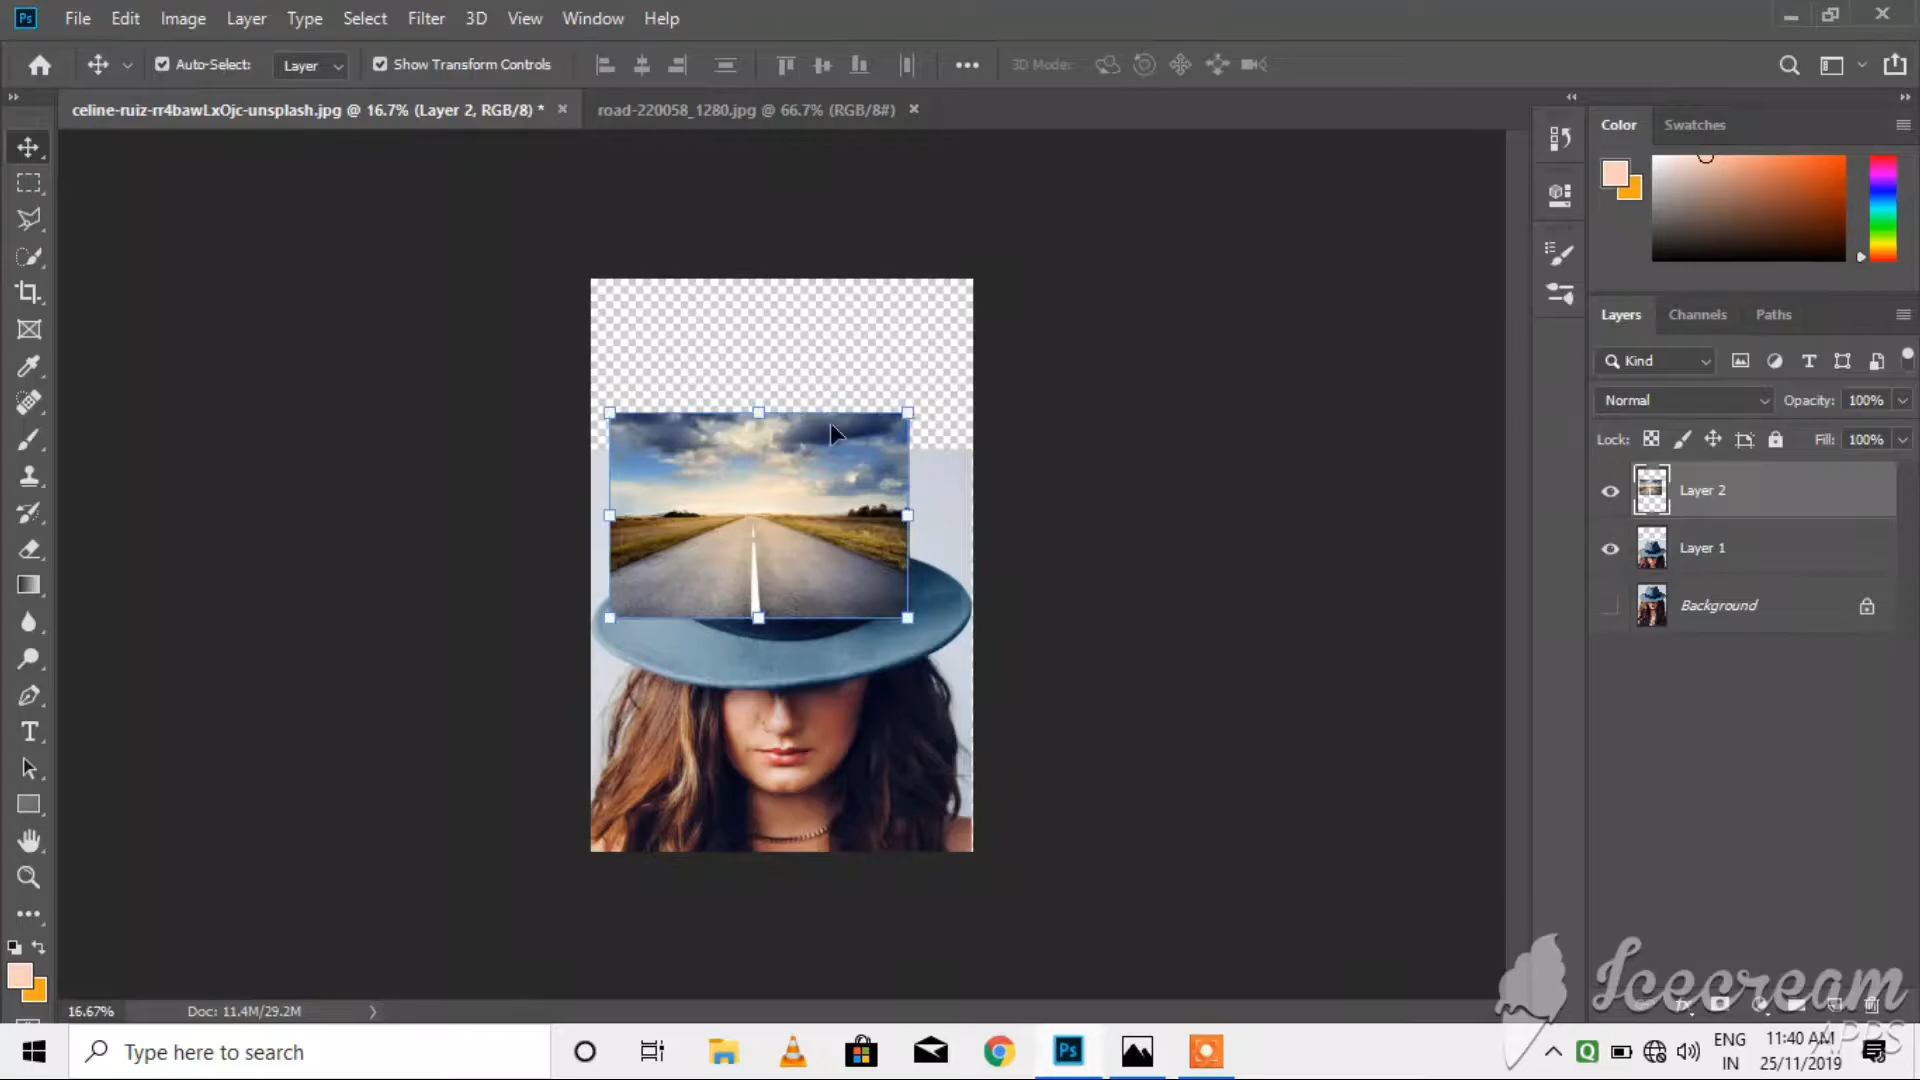 Ps File Edit Image Layer Type Select Filter 3D View Window Help
Auto-Select: Layer Show Transform Controls 3D Mode:
celine-ruiz-rr4bawLxOjc-unsplash.jpg @ 16.7% (Layer 2, RGB/8) * × road-220058_1280.jpg @ 66.7% (RGB/8#) ×
Color Swatches
Layers Channels Paths
Kind
Normal Opacity: 100%
Lock: Fill: 100%
Layer 2
Layer 1
Background
16.67% Doc: 11.4M/29.2M
Icecream
APPS
Type here to search
Ps
ENG
IN
11:40 AM
25/11/2019